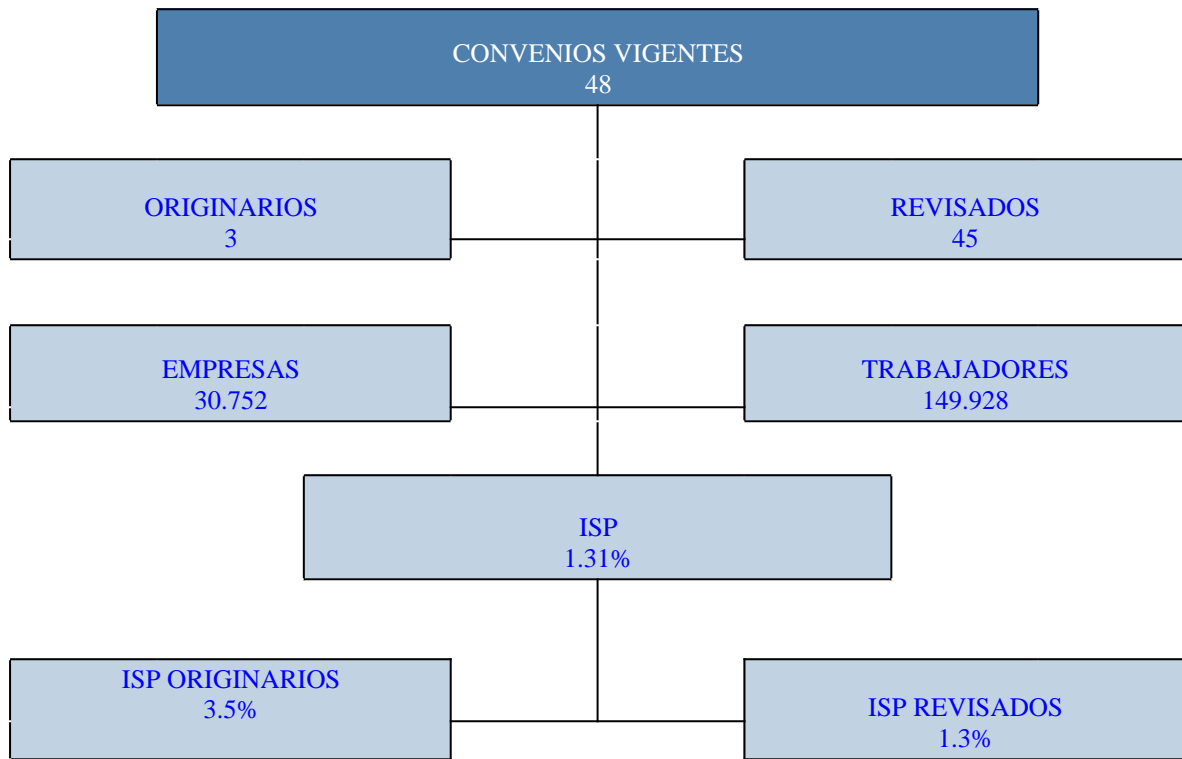 CONVENIOS VIGENTES
48
ORIGINARIOS
3
REVISADOS
45
EMPRESAS
30.752
TRABAJADORES
149.928
ISP
1.31%
ISP ORIGINARIOS
3.5%
ISP REVISADOS
1.3%